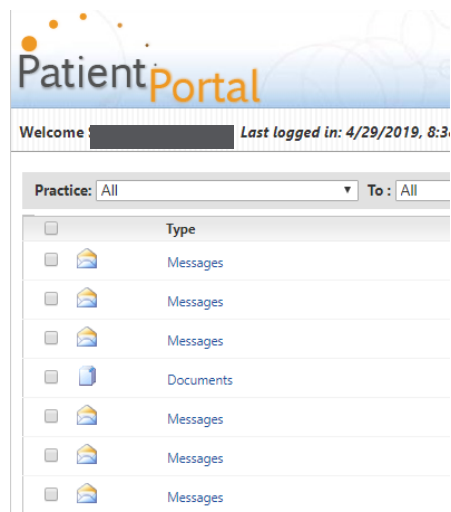 Patient Portal
Welcome Last logged in: 4/29/2019, 8:3
Practice: All To : All
Type
Messages
Messages
Messages
Documents
Messages
Messages
Messages